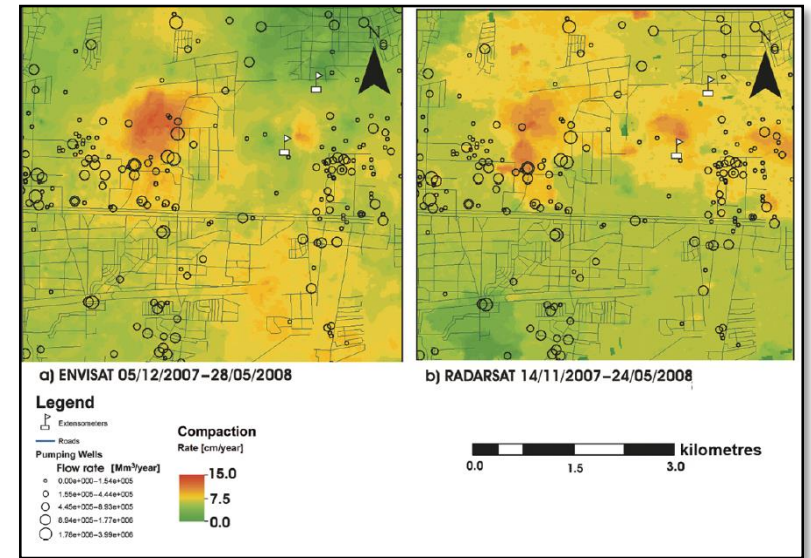 N
N
a) ENVISAT 05/12/2007–28/05/2008
b) RADARSAT 14/11/2007–24/05/2008
Legend
Extensometers
Roads
Pumping Wells
Flow rate [Mm³/year]
0.00e+000–1.54e+005
1.55e+005–4.44e+005
4.45e+005–8.93e+005
8.94e+005–1.77e+006
1.78e+006–3.99e+006
Compaction
Rate [cm/year]
15.0
7.5
0.0
kilometres
0.0 1.5 3.0